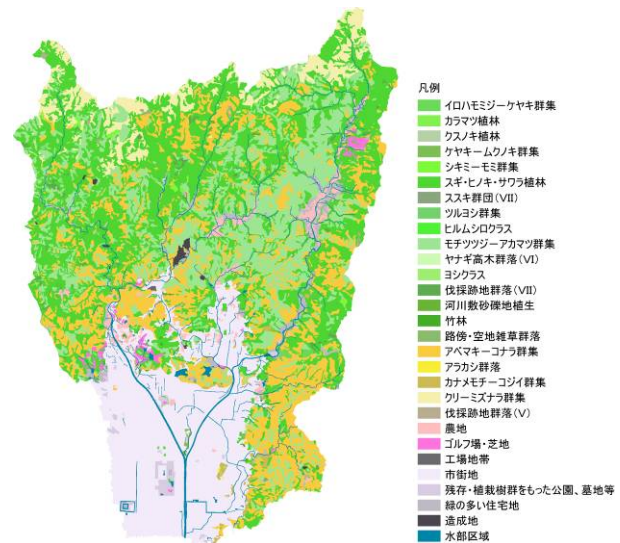 凡例
イロハモミジーケヤキ群集
カラマツ植林
クスノキ植林
ケヤキームクノキ群集
シキミーモミ群集
スギ・ヒノキ・サワラ植林
ススキ群団(Ⅶ)
ツルヨシ群集
ヒルムシロクラス
モチツツジーアカマツ群集
ヤナギ高木群落(Ⅵ)
ヨシクラス
伐採跡地群落(Ⅶ)
河川敷砂礫地植生
竹林
路傍・空地雑草群落
アベマキーコナラ群集
アラカシ群落
カナメモチーコジイ群集
クリーミズナラ群集
伐採跡地群落(Ⅴ)
農地
ゴルフ場・芝地
工場地帯
市街地
残存・植栽樹群をもった公園、墓地等
緑の多い住宅地
造成地
水部区域